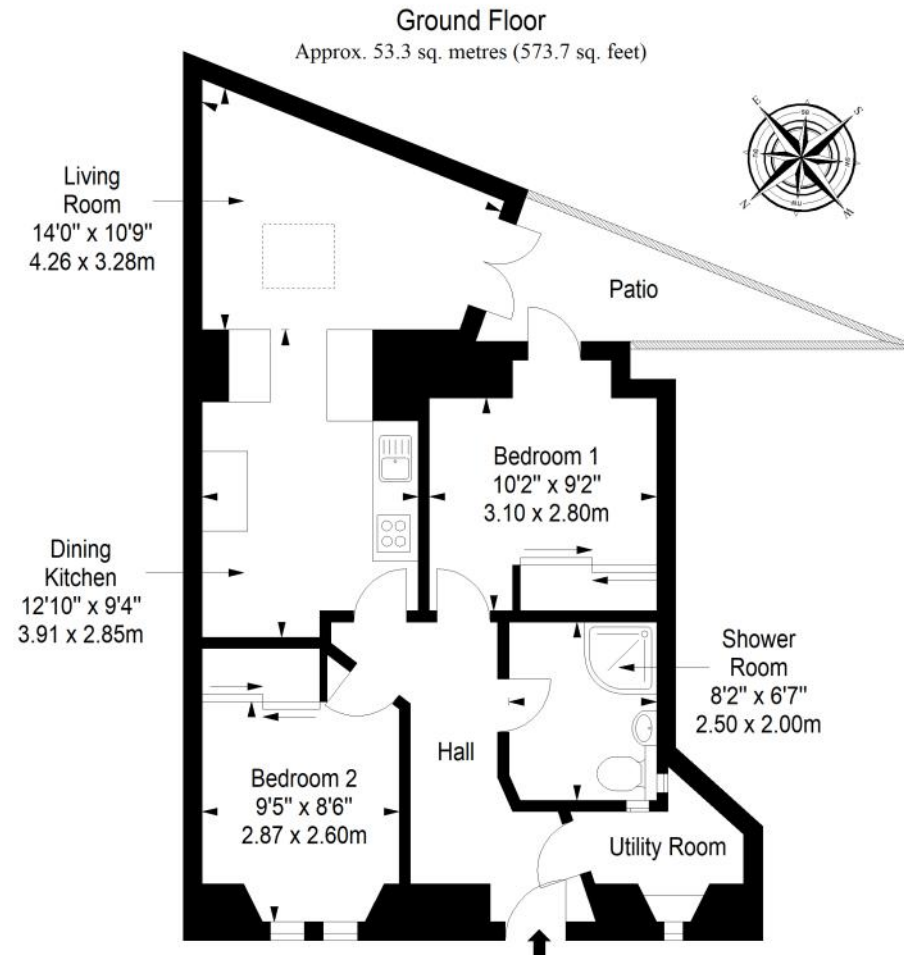 Ground Floor
Approx. 53.3 sq. metres (573.7 sq. feet)
E
S
N
W
Living
Room
14'0" x 10'9"
4.26 x 3.28m
Patio
Bedroom 1
10'2" x 9'2"
3.10 x 2.80m
Dining
Kitchen
12'10" x 9'4"
3.91 x 2.85m
Shower
Room
8'2" x 6'7"
2.50 x 2.00m
Hall
Bedroom 2
9'5" x 8'6"
2.87 x 2.60m
Utility Room